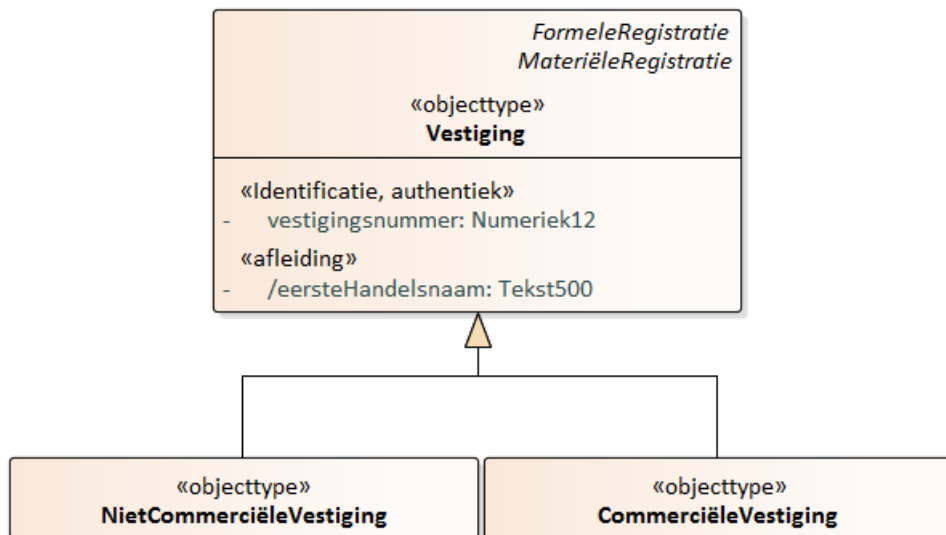 FormeleRegistratie
MateriëleRegistratie
«objecttype»
Vestiging
«Identificatie, authentiek»
- vestigingsnummer: Numeriek12
«afleiding»
- /eersteHandelsnaam: Tekst500
«objecttype»
NietCommerciëleVestiging
«objecttype»
CommerciëleVestiging